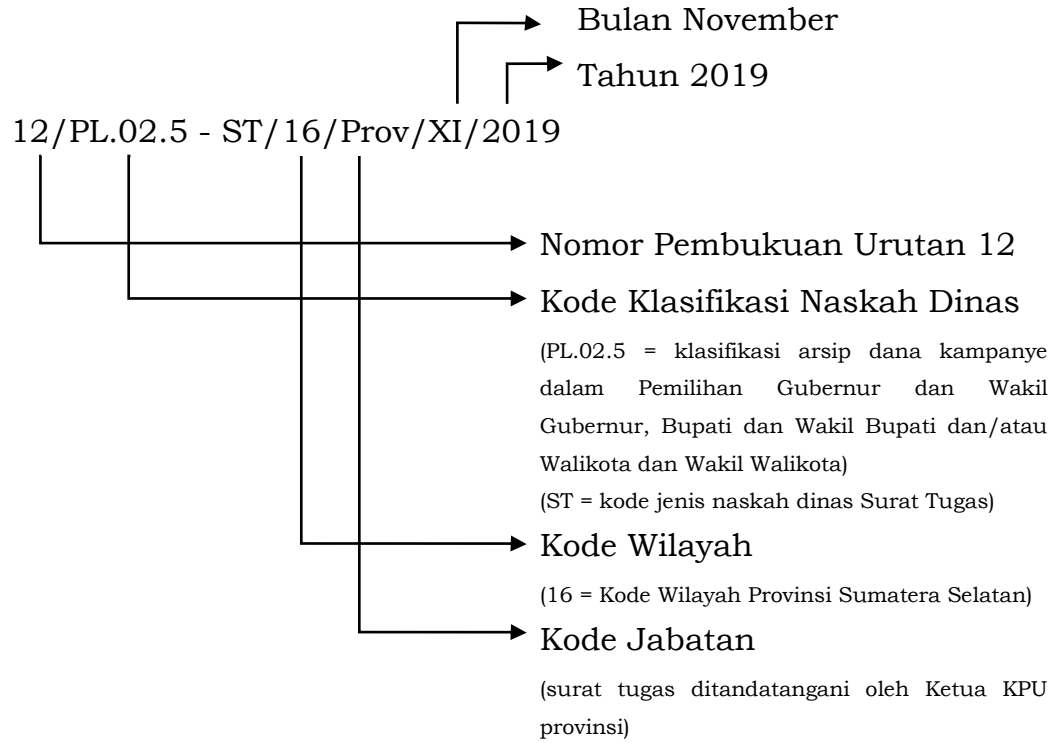 Bulan November
Tahun 2019
12/PL.02.5 - ST/16/Prov/XI/2019
Nomor Pembukuan Urutan 12
Kode Klasifikasi Naskah Dinas
(PL.02.5 = klasifikasi arsip dana kampanye
dalam Pemilihan Gubernur dan Wakil
Gubernur, Bupati dan Wakil Bupati dan/atau
Walikota dan Wakil Walikota)
(ST = kode jenis naskah dinas Surat Tugas)
Kode Wilayah
(16 = Kode Wilayah Provinsi Sumatera Selatan)
Kode Jabatan
(surat tugas ditandatangani oleh Ketua KPU
provinsi)